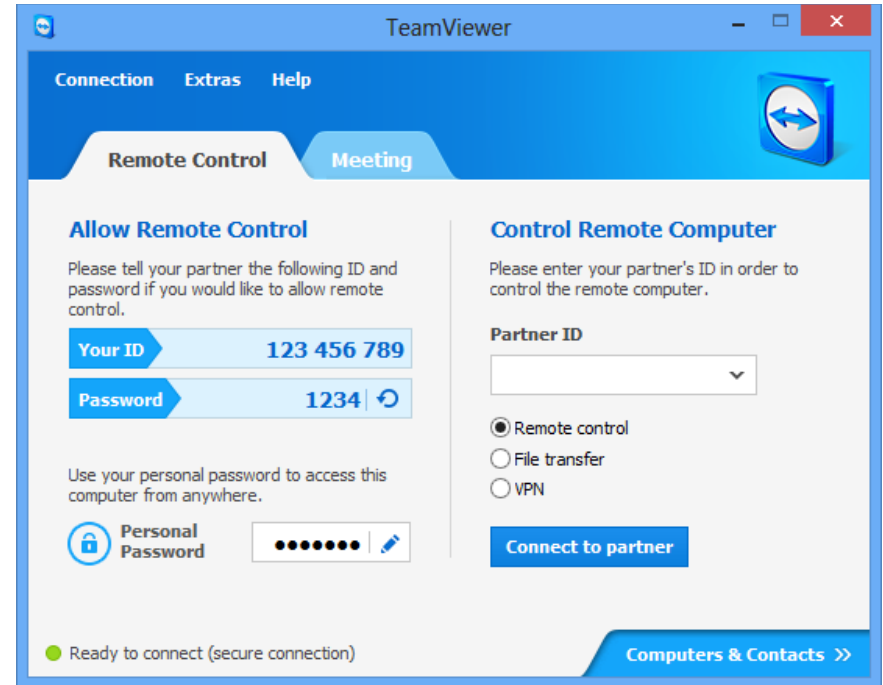 TeamViewer
Connection Extras Help
Remote Control Meeting
Allow Remote Control
Please tell your partner the following ID and
password if you would like to allow remote
control.
Your ID 123 456 789
Password 1234
Use your personal password to access this
computer from anywhere.
Personal
Password
Control Remote Computer
Please enter your partner's ID in order to
control the remote computer.
Partner ID
Remote control
File transfer
VPN
Connect to partner
Ready to connect (secure connection)
Computers & Contacts >>